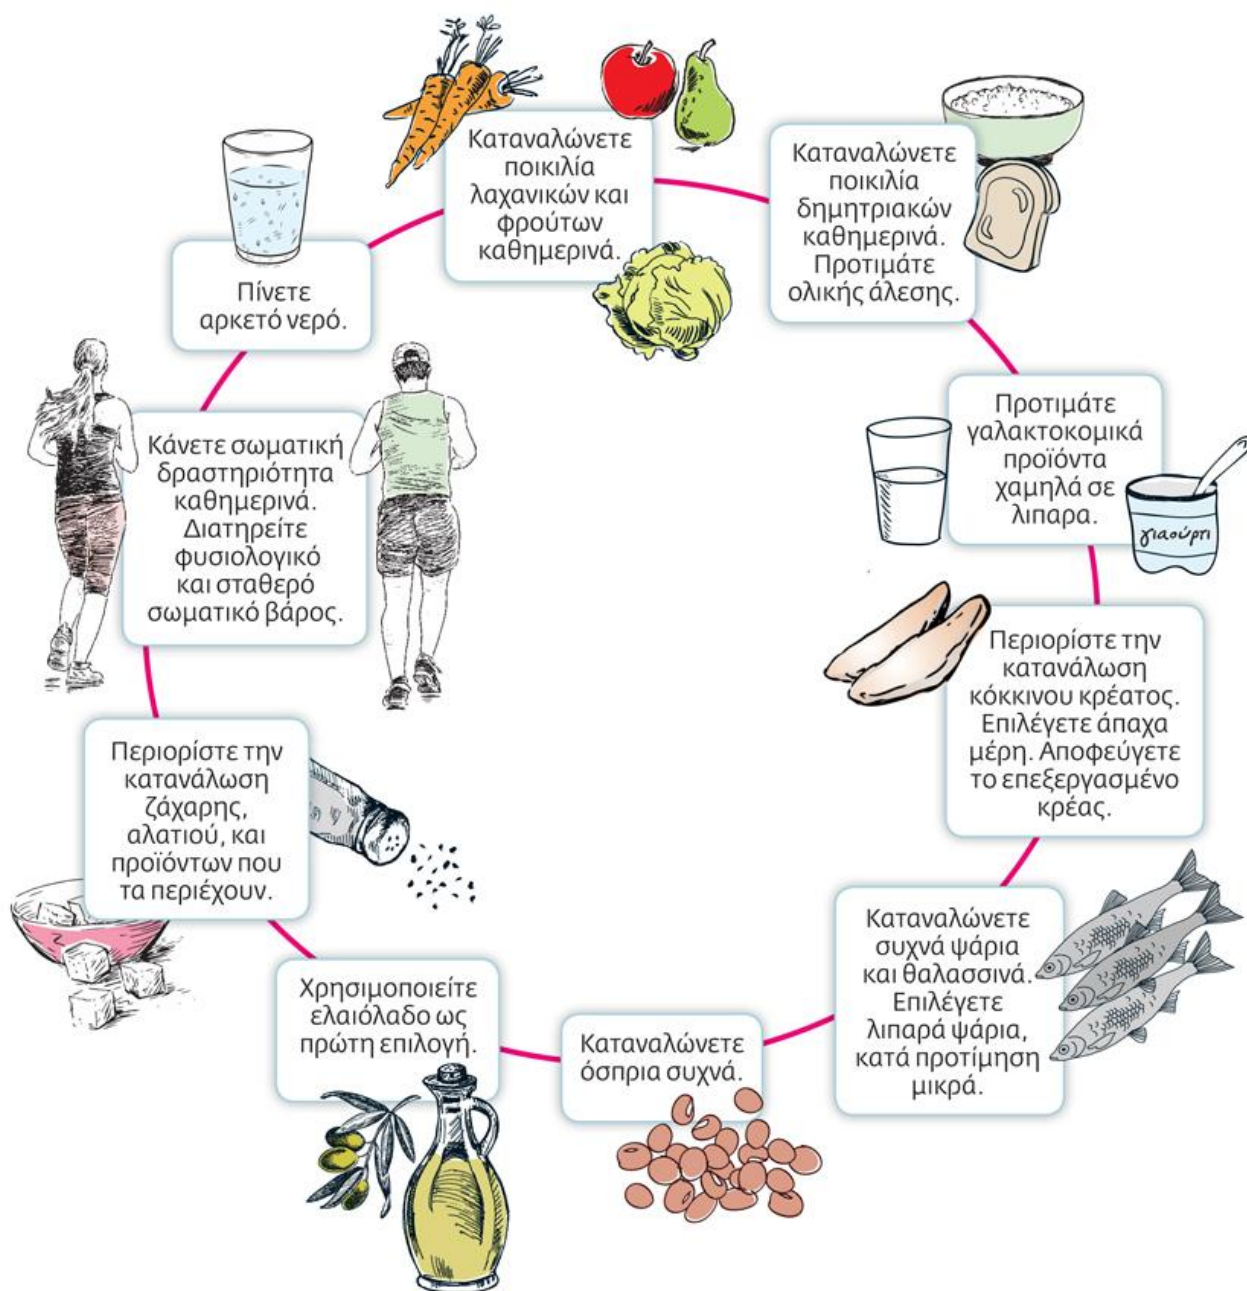 Καταναλώνετε
ποικιλία
λαχανικών και
φρούτων
καθημερινά.
Καταναλώνετε
ποικιλία
δημητριακών
καθημερινά.
Προτιμάτε
ολικής άλεσης.
Προτιμάτε
γαλακτοκομικά
προϊόντα
χαμηλά σε
λιπαρα.
γιαούρτι
Περιορίστε την
κατανάλωση
κόκκινου κρέατος.
Επιλέγετε άπαχα
μέρη. Αποφεύγετε
το επεξεργασμένο
κρέας.
Καταναλώνετε
συχνά ψάρια
και θαλασσινά.
Επιλέγετε
λιπαρά ψάρια,
κατά προτίμηση
μικρά.
Καταναλώνετε
όσπρια συχνά.
Χρησιμοποιείτε
ελαιόλαδο ως
πρώτη επιλογή.
Περιορίστε την
κατανάλωση
ζάχαρης,
αλατιού, και
προϊόντων που
τα περιέχουν.
Κάνετε σωματική
δραστηριότητα
καθημερινά.
Διατηρείτε
φυσιολογικό
και σταθερό
σωματικό βάρος.
Πίνετε
αρκετό νερό.